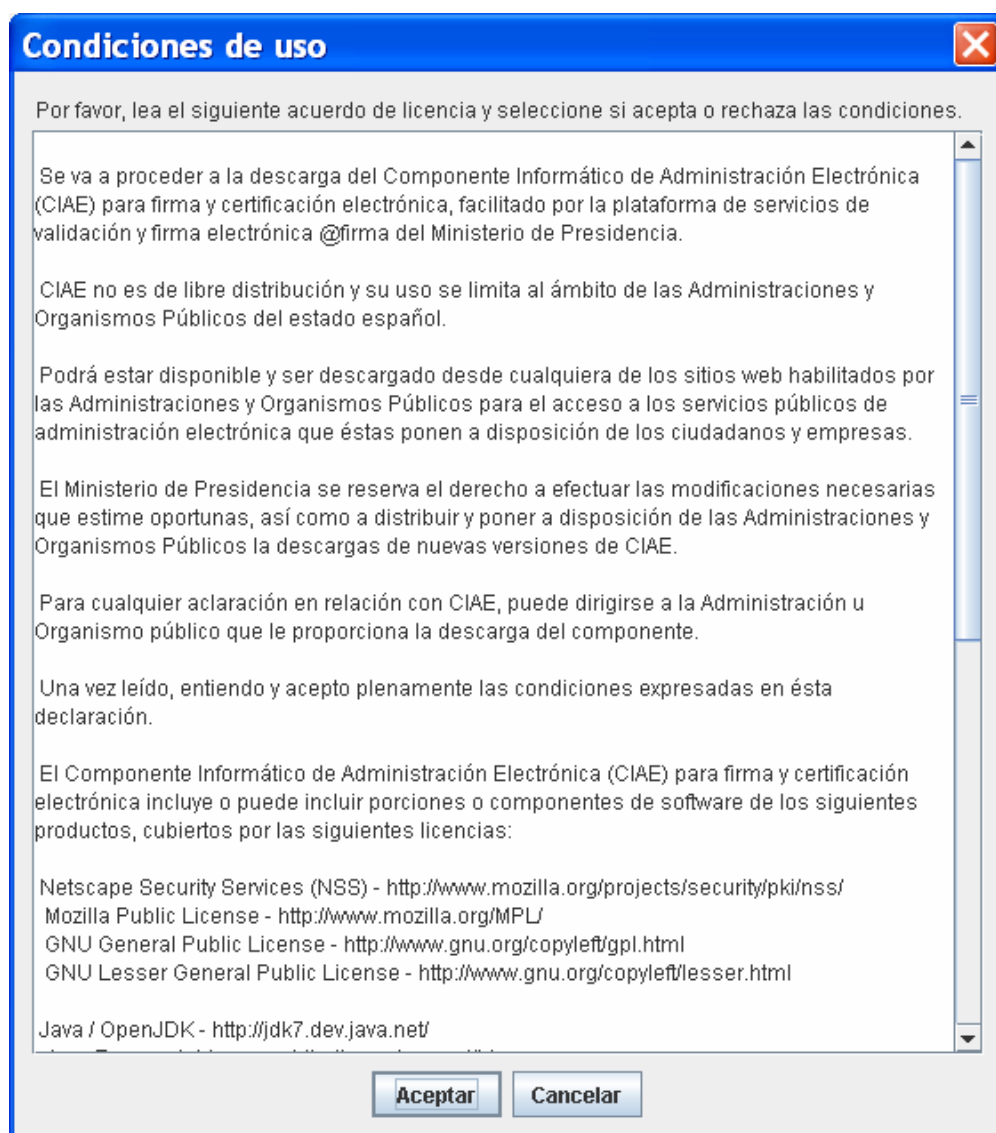 Condiciones de uso
Por favor, lea el siguiente acuerdo de licencia y seleccione si acepta o rechaza las condiciones.
Se va a proceder a la descarga del Componente Informático de Administración Electrónica
(CIAE) para firma y certificación electrónica, facilitado por la plataforma de servicios de
validación y firma electrónica @firma del Ministerio de Presidencia.
CIAE no es de libre distribución y su uso se limita al ámbito de las Administraciones y
Organismos Públicos del estado español.
Podrá estar disponible y ser descargado desde cualquiera de los sitios web habilitados por
las Administraciones y Organismos Públicos para el acceso a los servicios públicos de
administración electrónica que éstas ponen a disposición de los ciudadanos y empresas.
El Ministerio de Presidencia se reserva el derecho a efectuar las modificaciones necesarias
que estime oportunas, así como a distribuir y poner a disposición de las Administraciones y
Organismos Públicos la descargas de nuevas versiones de CIAE.
Para cualquier aclaración en relación con CIAE, puede dirigirse a la Administración u
Organismo público que le proporciona la descarga del componente.
Una vez leído, entiendo y acepto plenamente las condiciones expresadas en ésta
declaración.
El Componente Informático de Administración Electrónica (CIAE) para firma y certificación
electrónica incluye o puede incluir porciones o componentes de software de los siguientes
productos, cubiertos por las siguientes licencias:
Netscape Security Services (NSS) - http://www.mozilla.org/projects/security/pki/nss/
Mozilla Public License - http://www.mozilla.org/MPL/
GNU General Public License - http://www.gnu.org/copyleft/gpl.html
GNU Lesser General Public License - http://www.gnu.org/copyleft/lesser.html
Java / OpenJDK - http://jdk7.dev.java.net/
Aceptar Cancelar